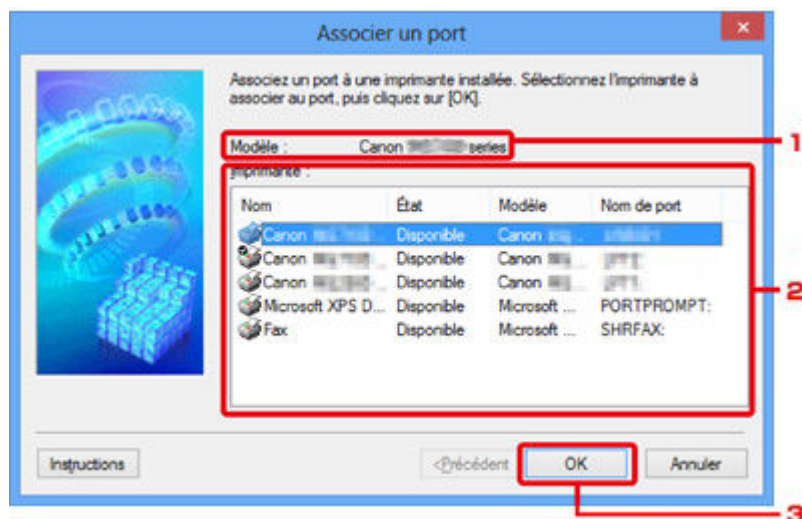 Associer un port
Associez un port à une imprimante installée. Sélectionnez l'imprimante à
associer au port, puis cliquez sur [OK].
Modèle : Canon series
Imprimante :
Nom État Modèle Nom de port
Canon ... Disponible Canon ...
Canon ... Disponible Canon ...
Canon ... Disponible Canon ...
Microsoft XPS D... Disponible Microsoft ... PORTPROMPT:
Fax Disponible Microsoft ... SHRFAX:
Instructions <Précédent OK Annuler
1
2
3